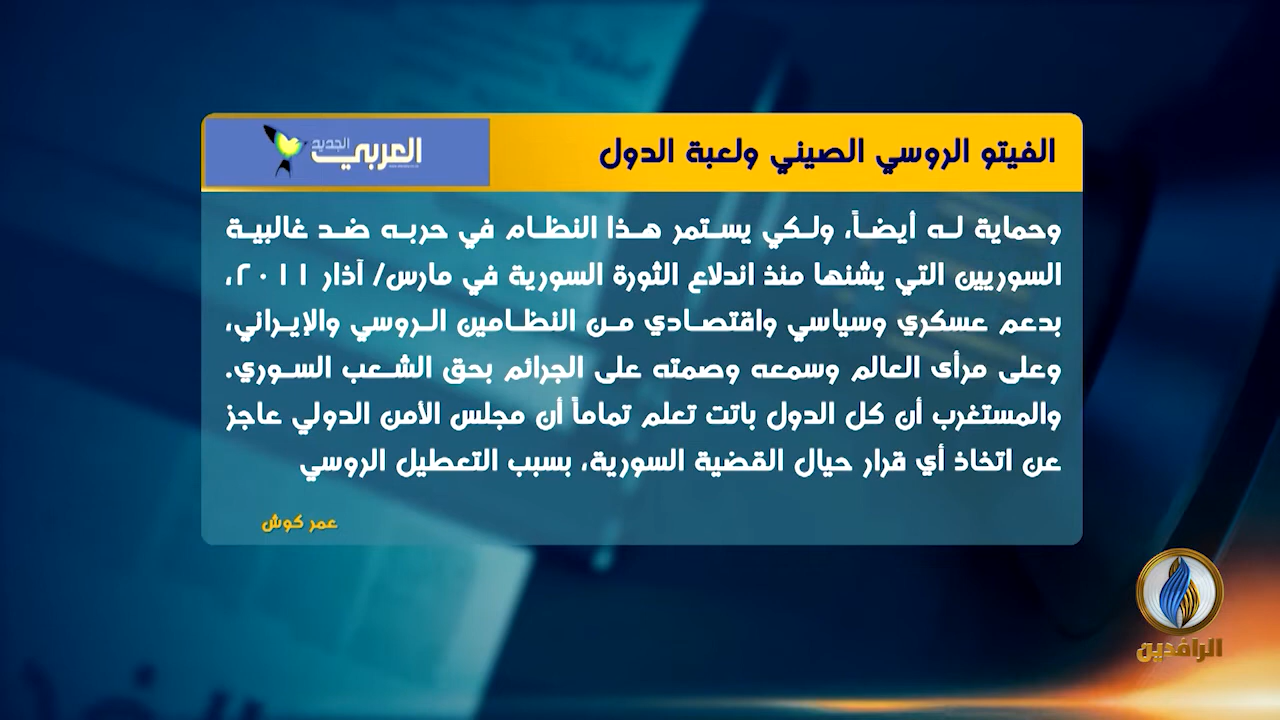 الفيتو الروسي الصيني ولعبة الدول
العربي الجديد
وحماية له أيضاً، ولكي يستمر هذا النظام في حربه ضد غالبية
السوريين التي يشنها منذ اندلاع الثورة السورية في مارس/ آذار ٢٠١١،
بدعم عسكري وسياسي واقتصادي من النظامين الروسي والإيراني،
وعلى مرأى العالم وسمعه وصمته على الجرائم بحق الشعب السوري.
والمستغرب أن كل الدول باتت تعلم تماماً أن مجلس الأمن الدولي عاجز
عن اتخاذ أي قرار حيال القضية السورية، بسبب التعطيل الروسي
عمر كوش
الرافدين